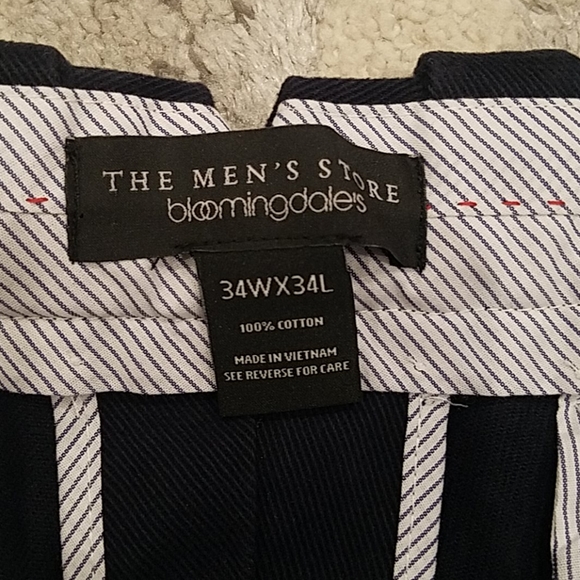 THE MEN'S STORE
bloomingdale's
34WX34L
100% COTTON
MADE IN VIETNAM
SEE REVERSE FOR CARE